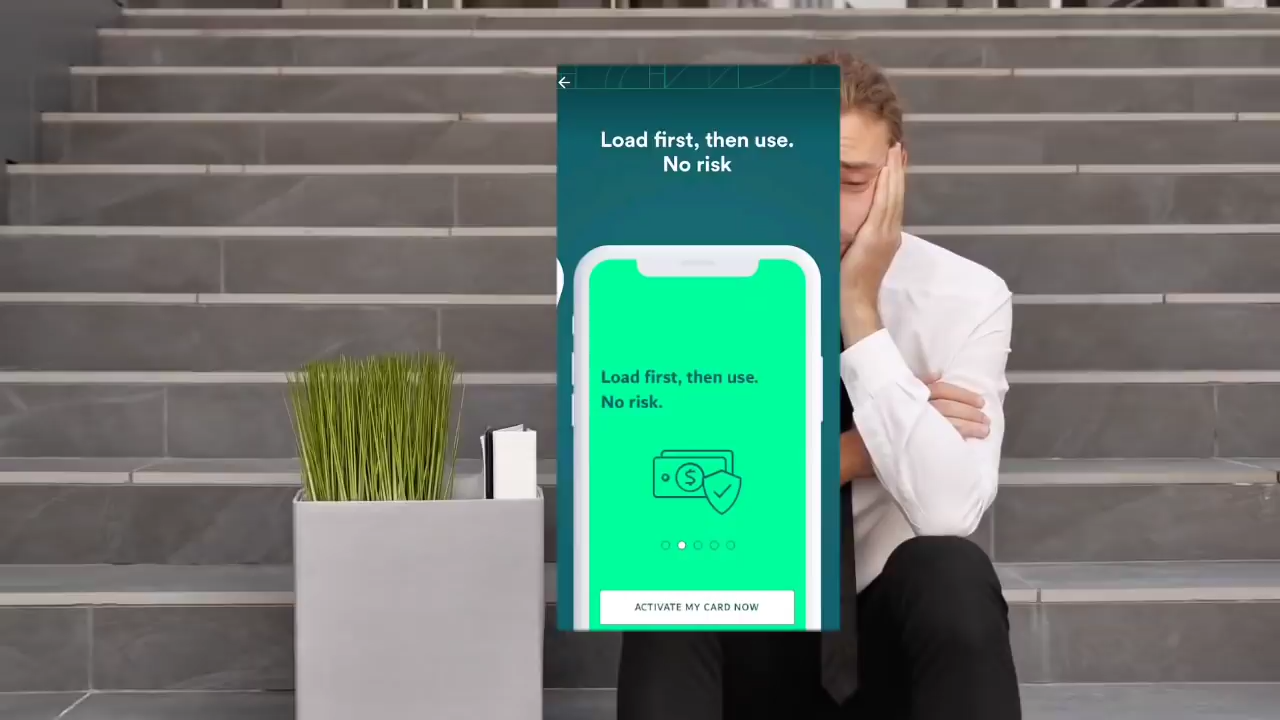 Load first, then use.
No risk
Load first, then use.
No risk.
$
ACTIVATE MY CARD NOW